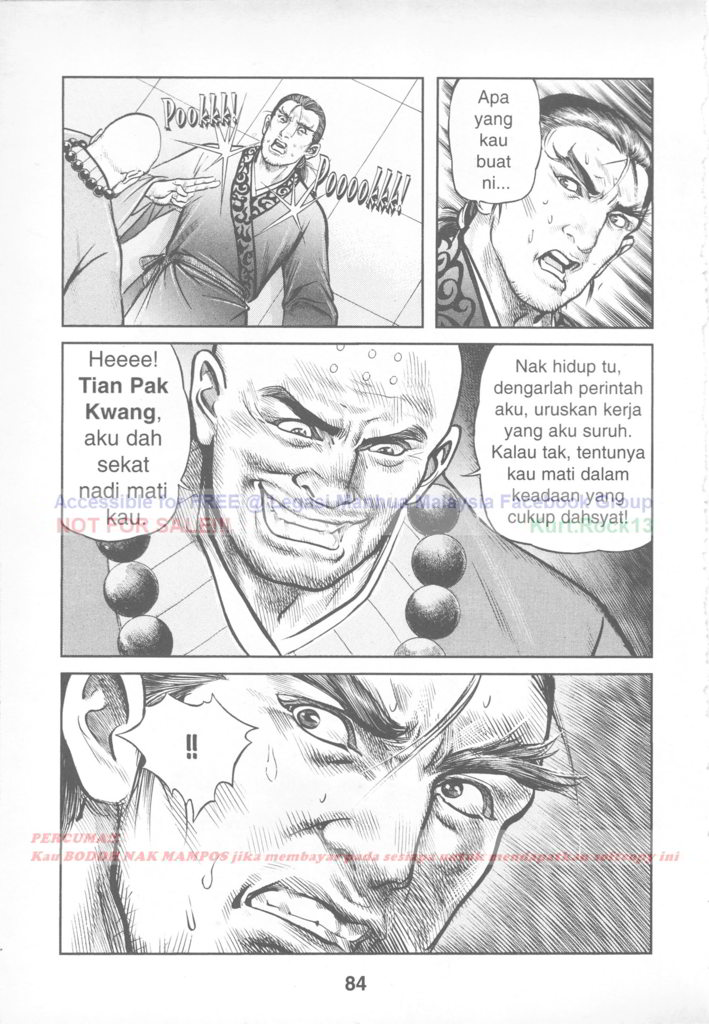 Pookkk!
Pooookkk!
Apa
yang
kau
buat
ni...
Heeee!
Tian Pak
Kwang,
aku dah
sekat
nadi mati
kau.
Nak hidup tu,
dengarlah perintah
aku, uruskan kerja
yang aku suruh.
Kalau tak, tentunya
kau mati dalam
keadaan yang
cukup dahsyat!
Accessible for FREE @ Legasi Manhua Malaysia Facebook Group
NOT FOR SALE!!!
Kurt.Rock13
!!
PERCUMA!!
Kau BODOH NAK MAMPOS jika membayar pada sesiapa untuk mendapatkan softcopy ini
84